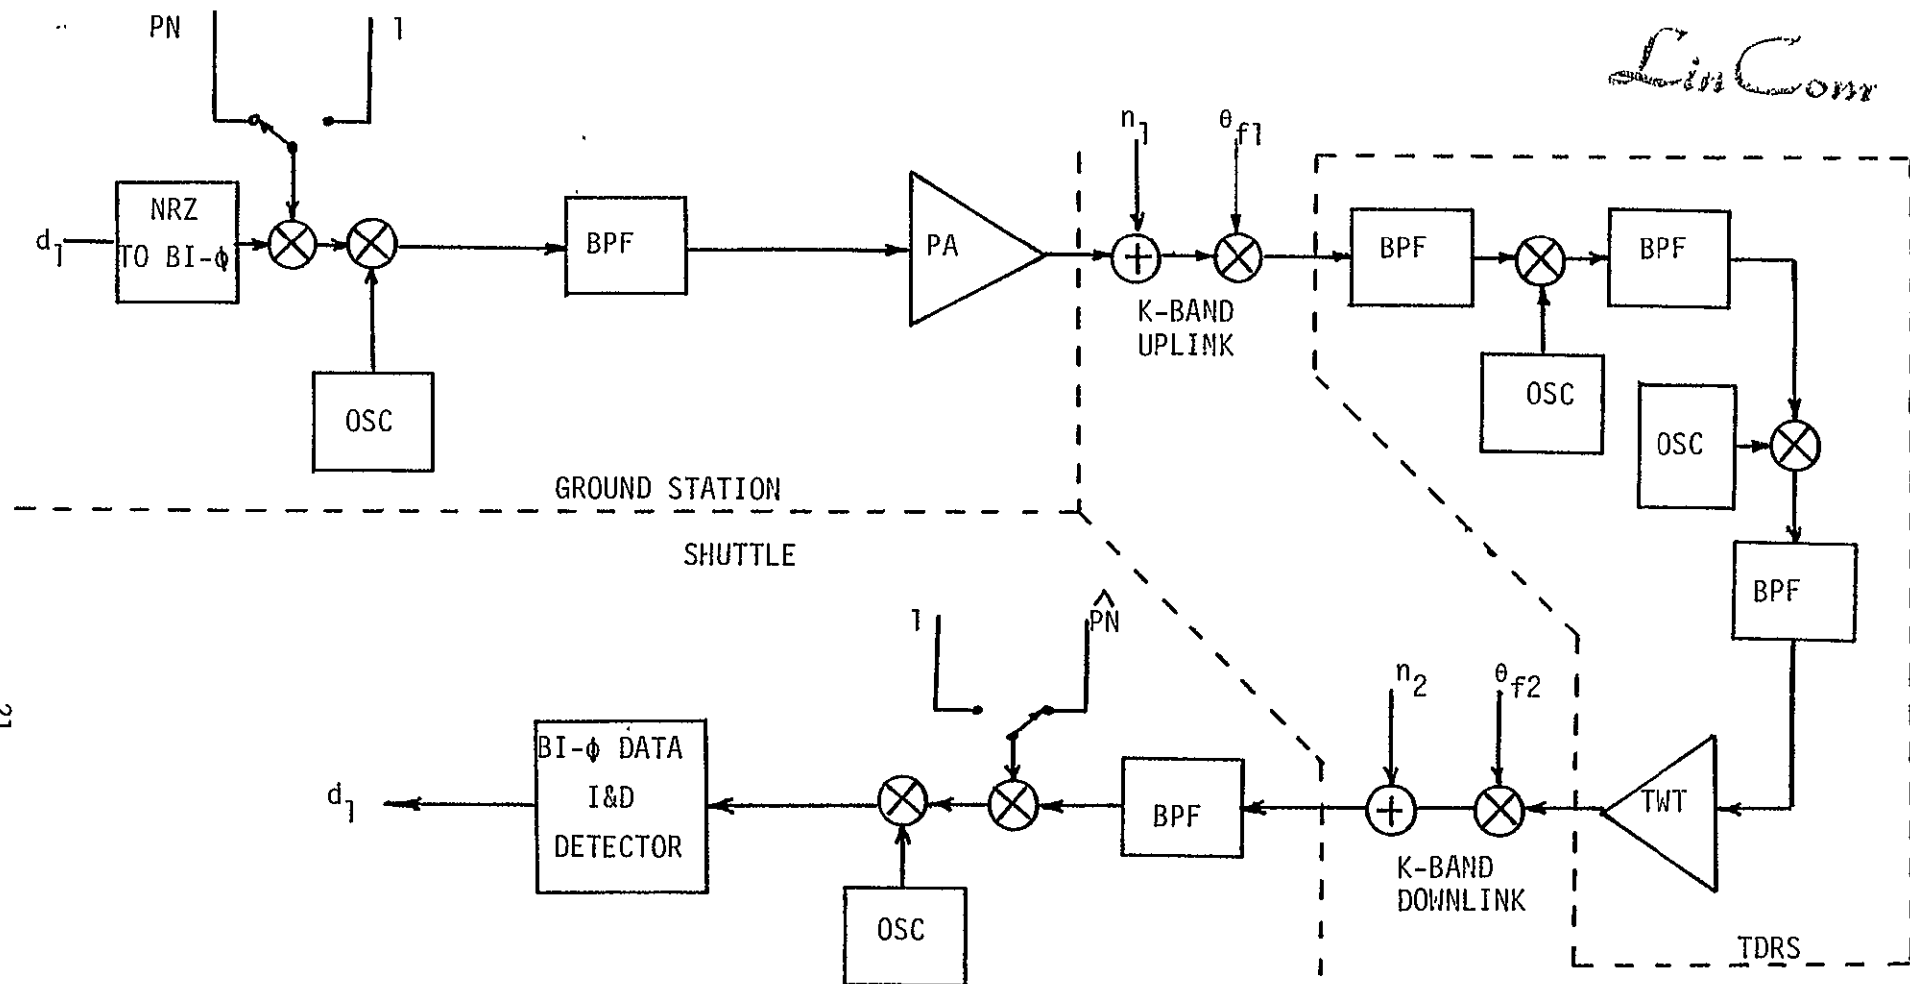 LinCom
PN
1
n1
θf1
d1
NRZ
TO BI-ϕ
BPF
PA
BPF
BPF
K-BAND
UPLINK
OSC
OSC
OSC
GROUND STATION
SHUTTLE
BPF
1
P̂N
n2
θf2
21
BI-ϕ DATA
I&D
DETECTOR
d1
BPF
TWT
K-BAND
DOWNLINK
OSC
TDRS